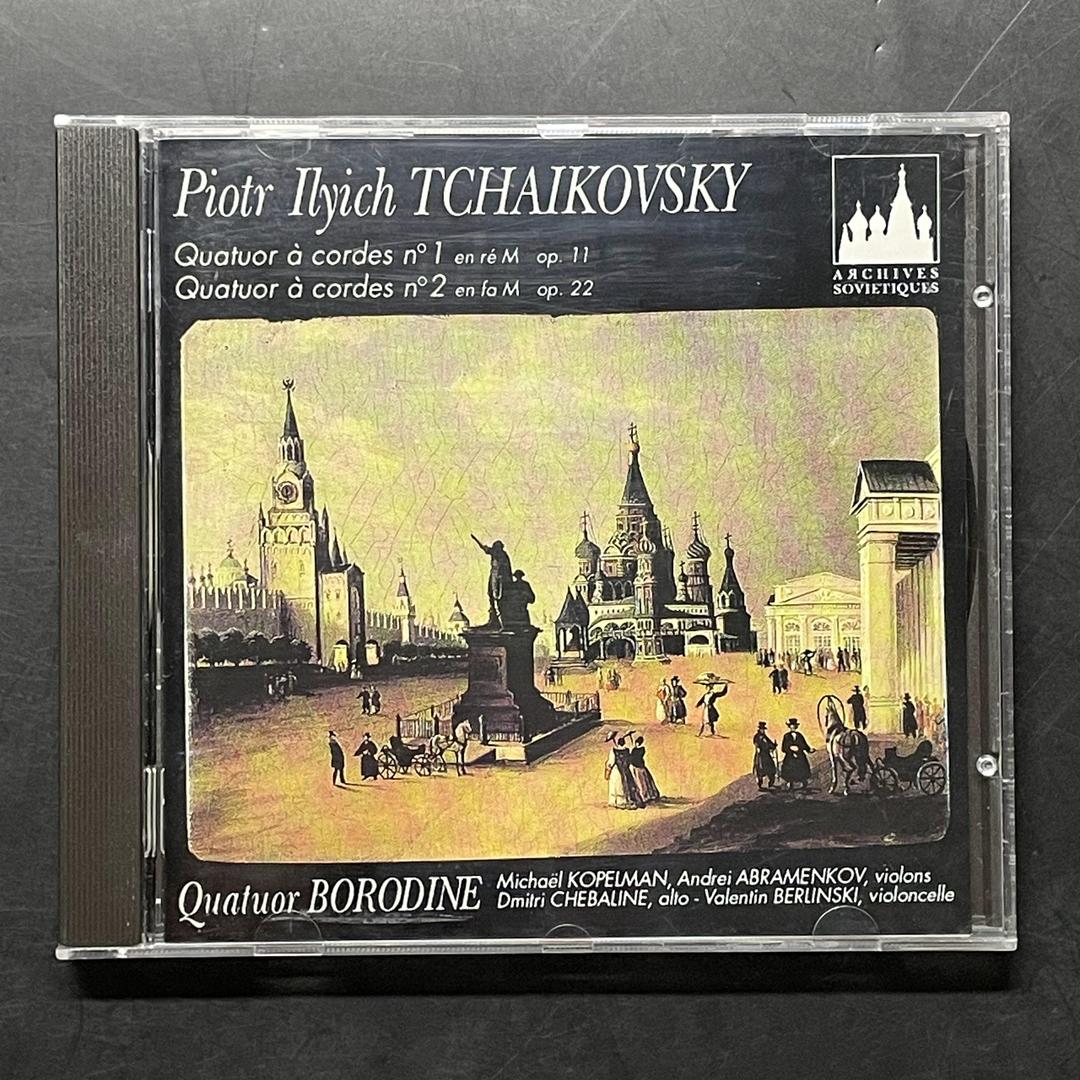 Piotr Ilyich TCHAIKOVSKY
Quatuor à cordes n° 1 en ré M op. 11
Quatuor à cordes n° 2 en fa M op. 22
AЯCHIVES
SOVIETIQUES
Quatuor BORODINE
Michaël KOPELMAN, Andrei ABRAMENKOV, violons
Dmitri CHEBALINE, alto - Valentin BERLINSKI, violoncelle